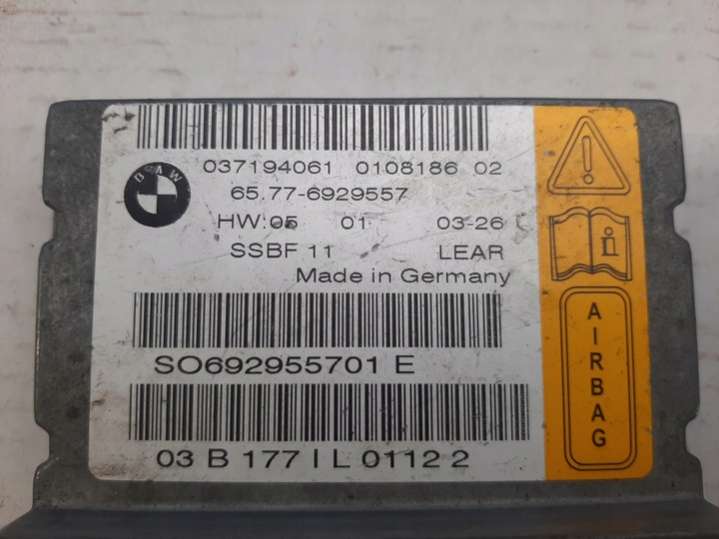 037194061 0108186 02
BMW
65.77-6929557
HW:05 01 03-26
SSBF 11 LEAR
Made in Germany
SO692955701 E
03 B 177 I L 0112 2
AIRBAG